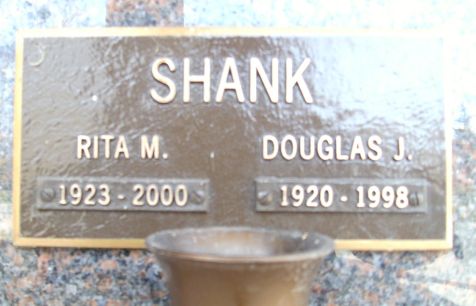 SHANK
RITA M. DOUGLAS J.
1923 - 2000 1920 - 1998